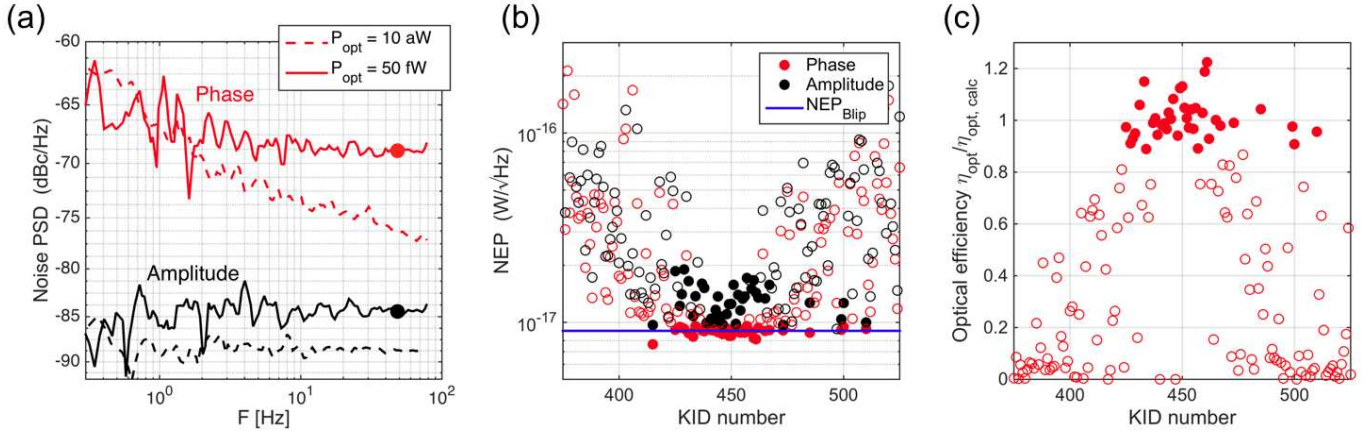 (a)
-60
-65
-70
-75
-80
-85
-90
Noise PSD (dBc/Hz)
P_opt = 10 aW
P_opt = 50 fW
Phase
Amplitude
10^0
10^1
10^2
F [Hz]
(b)
10^-16
10^-17
NEP (W/√Hz)
Phase
Amplitude
NEP_Blip
400
450
500
KID number
(c)
1.2
1
0.8
0.6
0.4
0.2
0
Optical efficiency η_opt/η_opt, calc
400
450
500
KID number